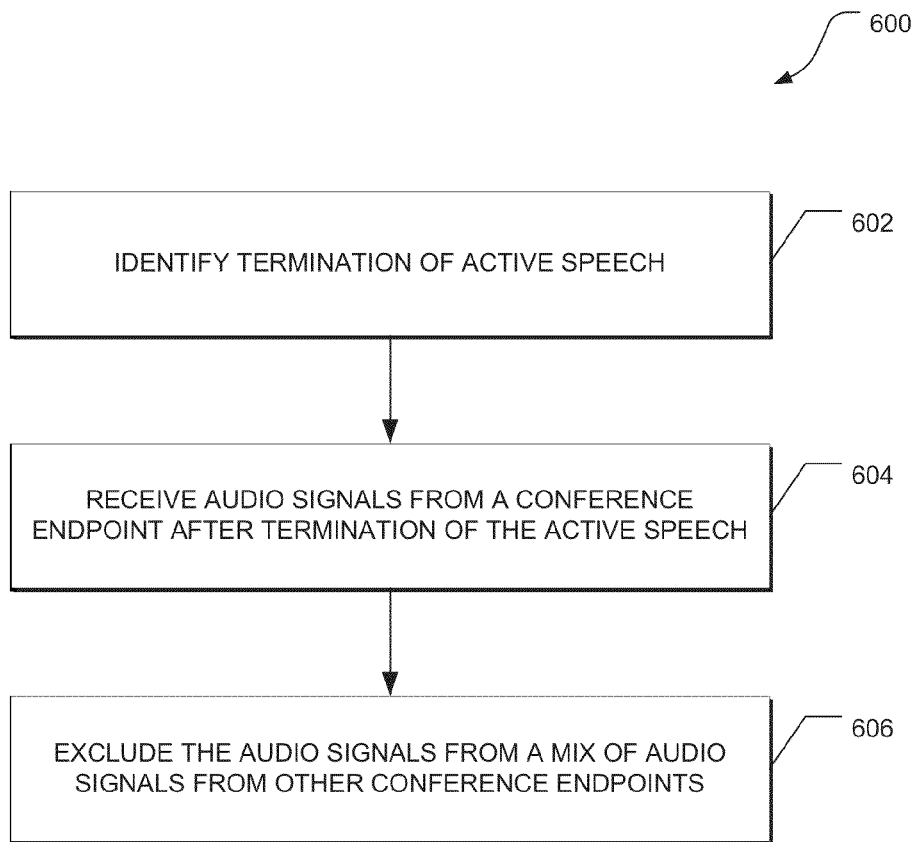 600
IDENTIFY TERMINATION OF ACTIVE SPEECH
602
RECEIVE AUDIO SIGNALS FROM A CONFERENCE
ENDPOINT AFTER TERMINATION OF THE ACTIVE SPEECH
604
EXCLUDE THE AUDIO SIGNALS FROM A MIX OF AUDIO
SIGNALS FROM OTHER CONFERENCE ENDPOINTS
606